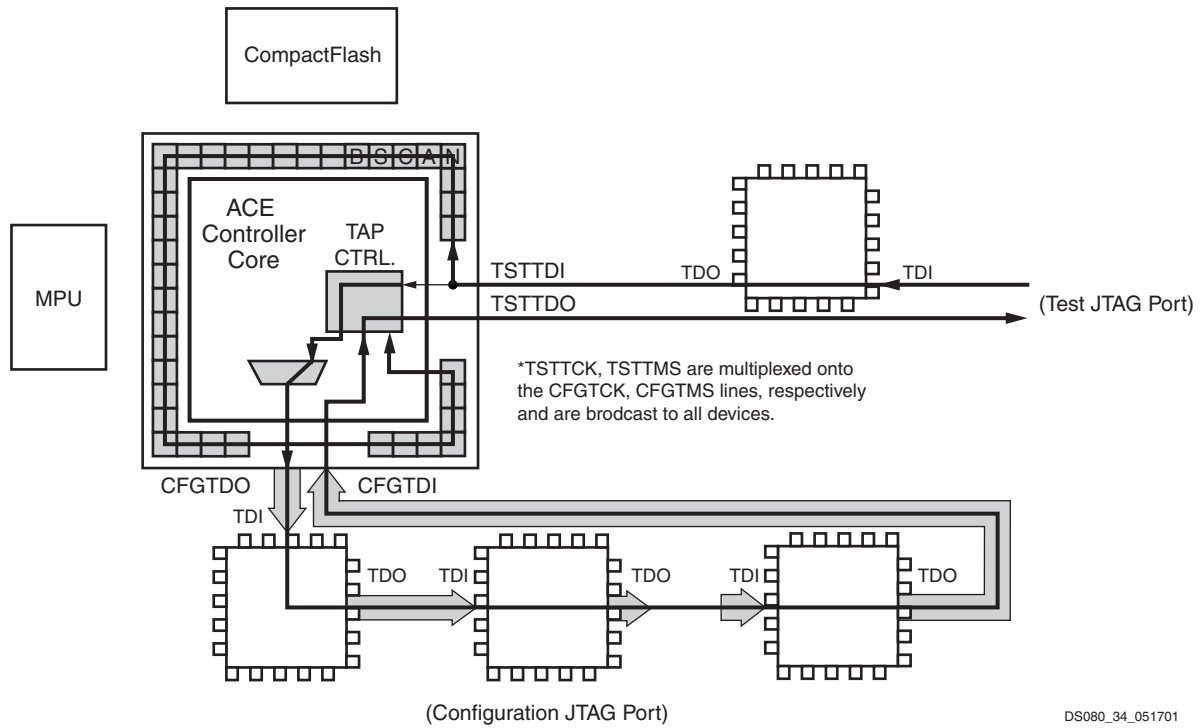 CompactFlash
B S C A N
ACE
Controller
Core
TAP
CTRL.
MPU
TSTTDI
TDO
TDI
TSTTDO
(Test JTAG Port)
*TSTTCK, TSTTMS are multiplexed onto
the CFGTCK, CFGTMS lines, respectively
and are brodcast to all devices.
CFGTDO
CFGTDI
TDI
TDO
TDI
TDO
TDI
TDO
(Configuration JTAG Port)
DS080_34_051701